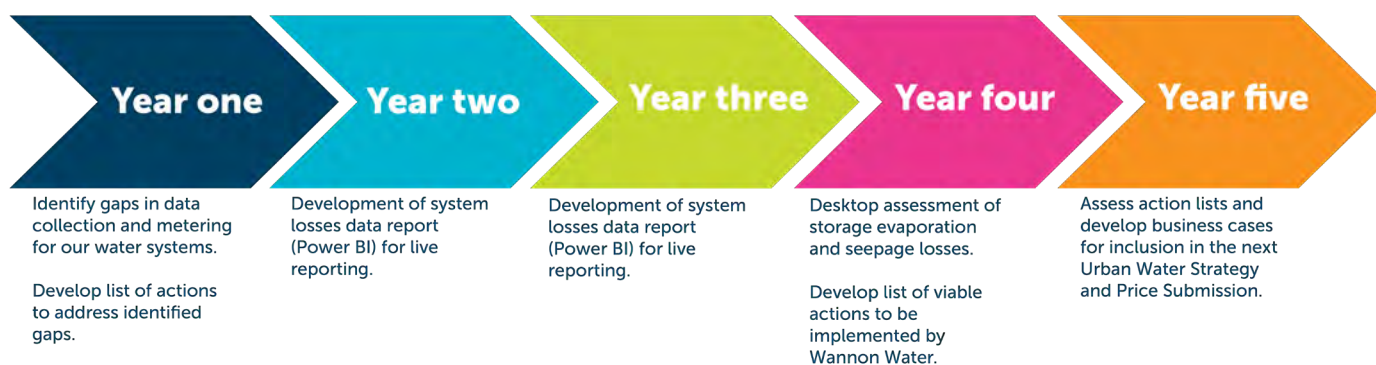 Year one
Identify gaps in data
collection and metering
for our water systems.
Develop list of actions
to address identified
gaps.
Year two
Development of system
losses data report
(Power BI) for live
reporting.
Year three
Development of system
losses data report
(Power BI) for live
reporting.
Year four
Desktop assessment of
storage evaporation
and seepage losses.
Develop list of viable
actions to be
implemented by
Wannon Water.
Year five
Assess action lists and
develop business cases
for inclusion in the next
Urban Water Strategy
and Price Submission.